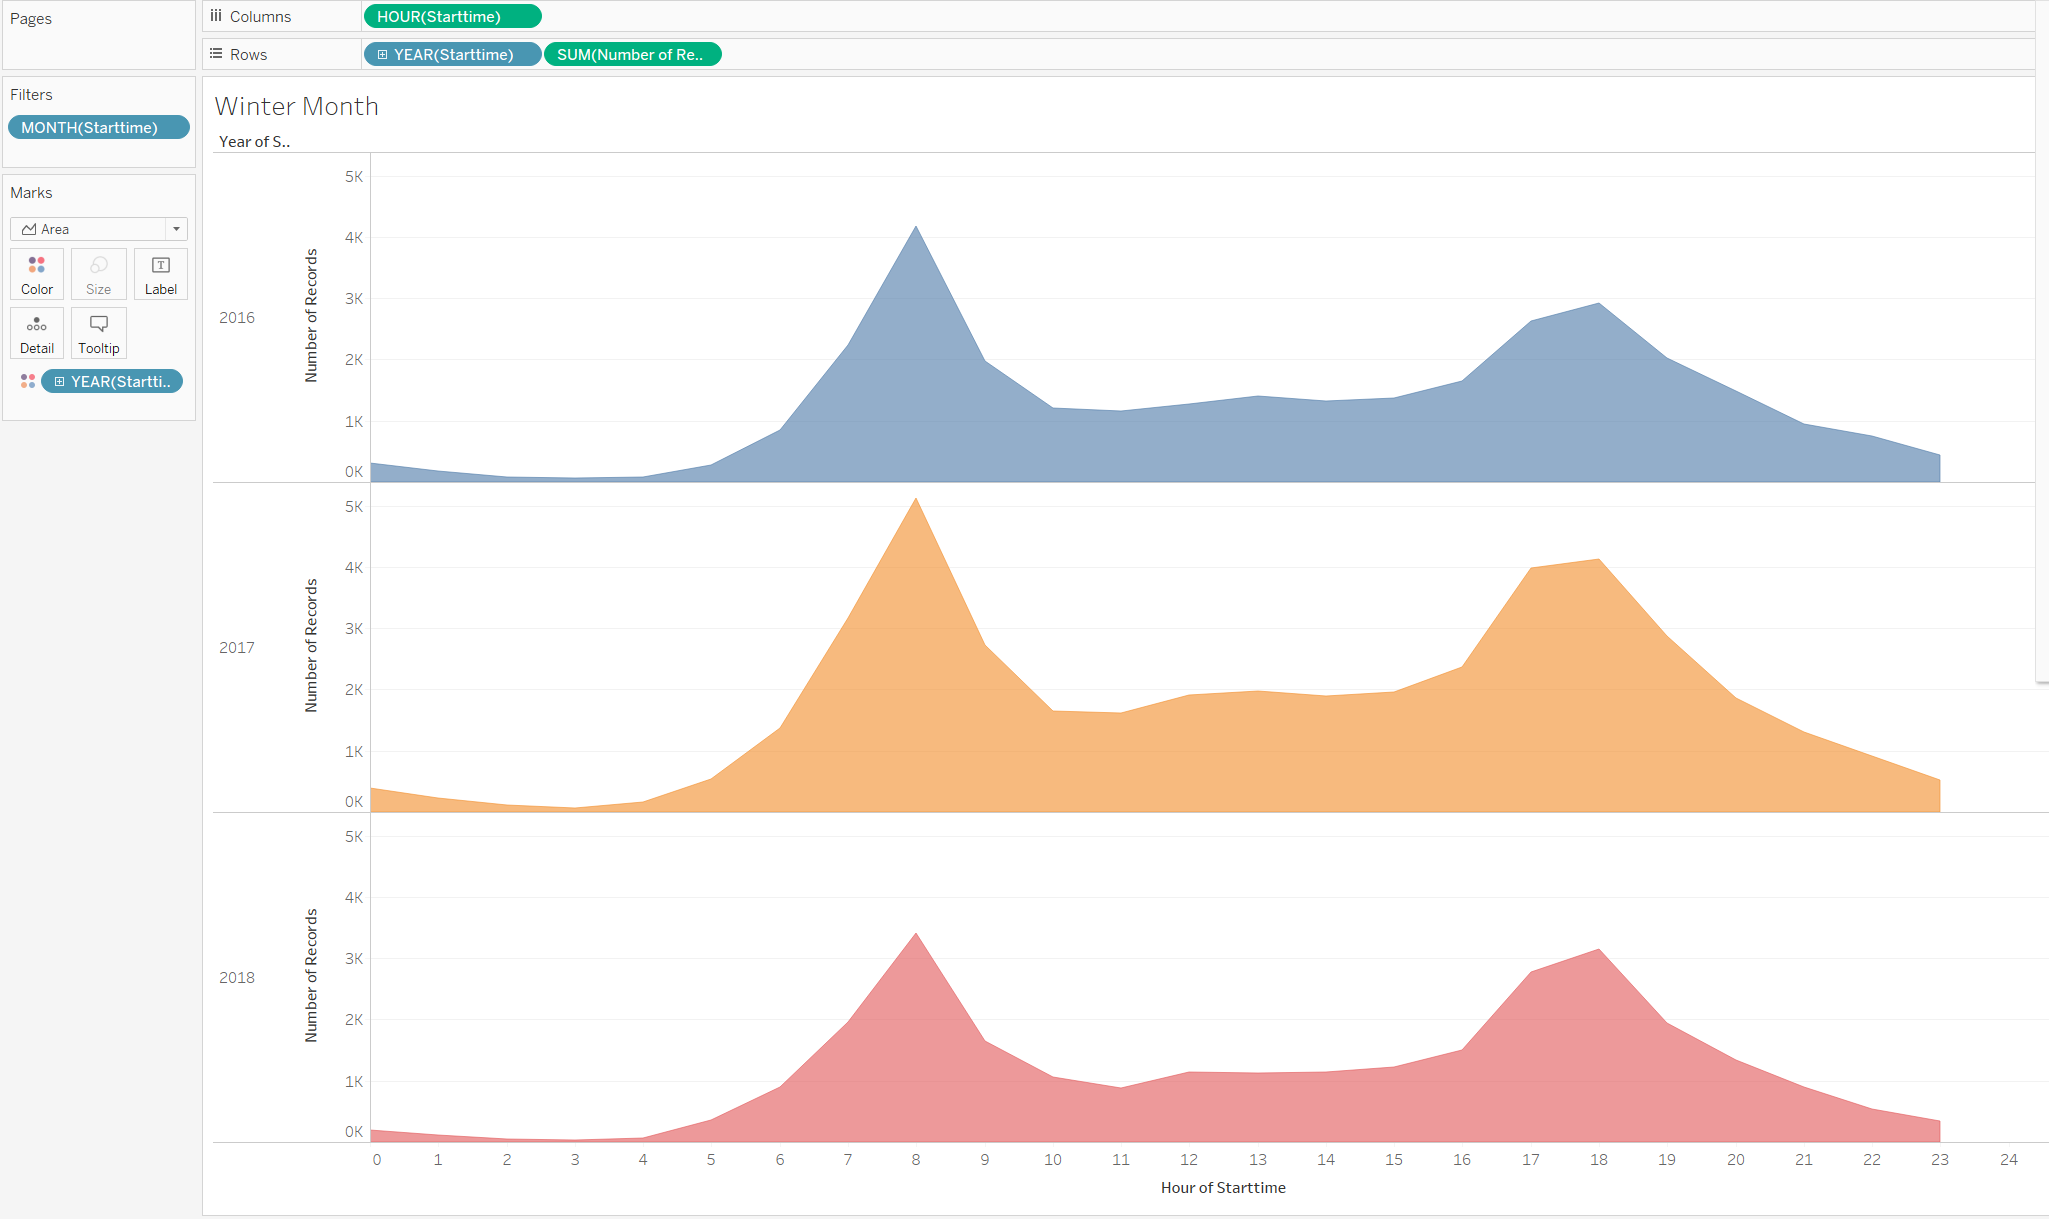 Pages
Columns HOUR(Starttime)
Rows YEAR(Starttime) SUM(Number of Re..
Filters
MONTH(Starttime)
Marks
Area
Color Size Label
Detail Tooltip
YEAR(Startti..
Winter Month
Year of S..
2016
Number of Records
5K
4K
3K
2K
1K
0K
2017
Number of Records
5K
4K
3K
2K
1K
0K
2018
Number of Records
5K
4K
3K
2K
1K
0K
0 1 2 3 4 5 6 7 8 9 10 11 12 13 14 15 16 17 18 19 20 21 22 23 24
Hour of Starttime